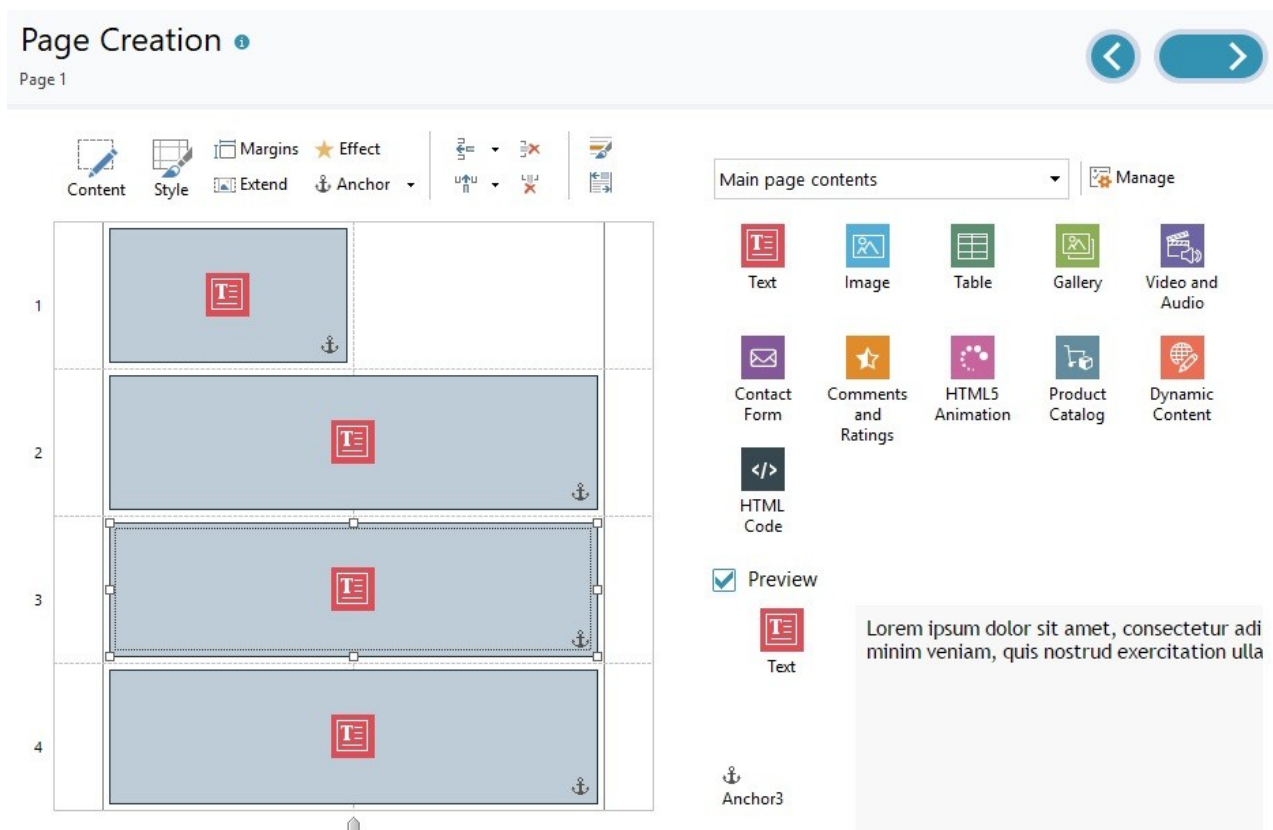 Page Creation
Page 1
Content
Style
Margins
Effect
Extend
Anchor
Main page contents
Manage
Text
Image
Table
Gallery
Video and
Audio
Contact
Form
Comments
and
Ratings
HTML5
Animation
Product
Catalog
Dynamic
Content
</>
HTML
Code
1
2
3
4
Preview
Text
Lorem ipsum dolor sit amet, consectetur adi
minim veniam, quis nostrud exercitation ulla
Anchor3